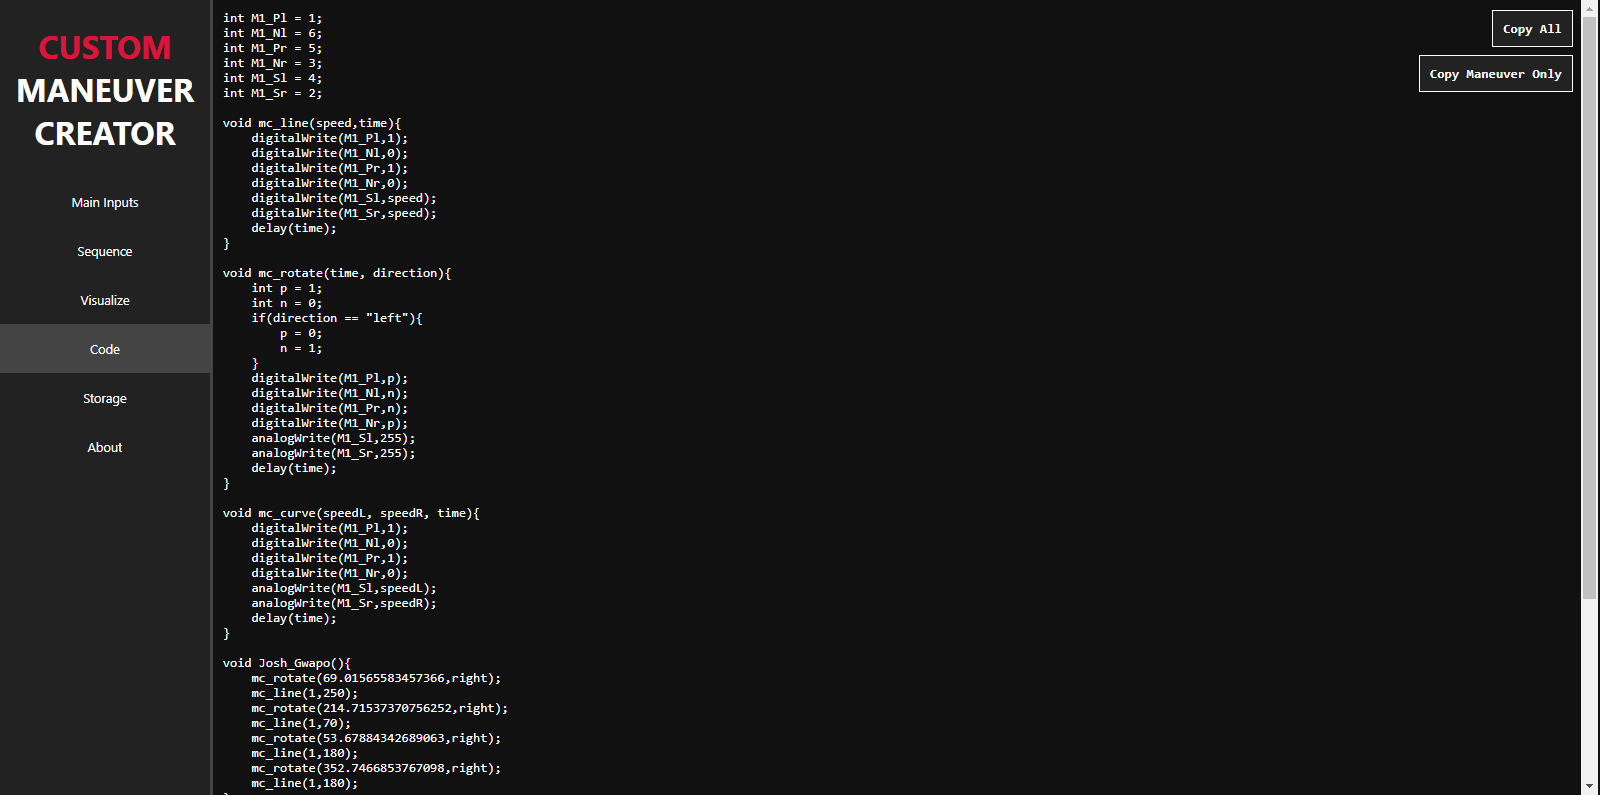 CUSTOM
MANEUVER
CREATOR
Main Inputs
Sequence
Visualize
Code
Storage
About
int M1_Pl = 1;
int M1_Nl = 6;
int M1_Pr = 5;
int M1_Nr = 3;
int M1_Sl = 4;
int M1_Sr = 2;
void mc_line(speed,time){
digitalWrite(M1_Pl,1);
digitalWrite(M1_Nl,0);
digitalWrite(M1_Pr,1);
digitalWrite(M1_Nr,0);
digitalWrite(M1_Sl,speed);
digitalWrite(M1_Sr,speed);
delay(time);
}
void mc_rotate(time, direction){
int p = 1;
int n = 0;
if(direction == "left"){
p = 0;
n = 1;
}
digitalWrite(M1_Pl,p);
digitalWrite(M1_Nl,n);
digitalWrite(M1_Pr,n);
digitalWrite(M1_Nr,p);
analogWrite(M1_Sl,255);
analogWrite(M1_Sr,255);
delay(time);
}
void mc_curve(speedL, speedR, time){
digitalWrite(M1_Pl,1);
digitalWrite(M1_Nl,0);
digitalWrite(M1_Pr,1);
digitalWrite(M1_Nr,0);
analogWrite(M1_Sl,speedL);
analogWrite(M1_Sr,speedR);
delay(time);
}
void Josh_Gwapo(){
mc_rotate(69.01565583457366,right);
mc_line(1,250);
mc_rotate(214.71537370756252,right);
mc_line(1,70);
mc_rotate(53.67884342689063,right);
mc_line(1,180);
mc_rotate(352.7466853767098,right);
mc_line(1,180);
Copy All
Copy Maneuver Only